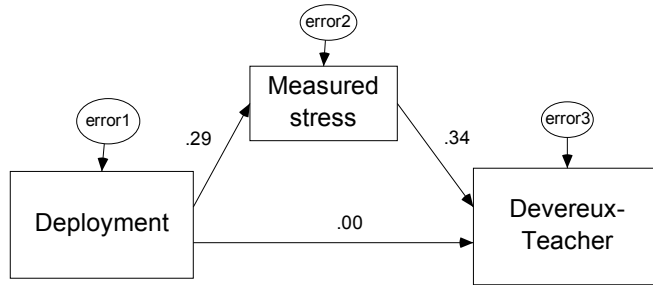 error2
Measured
stress
error1
error3
.29
.34
Deployment
.00
Devereux-
Teacher